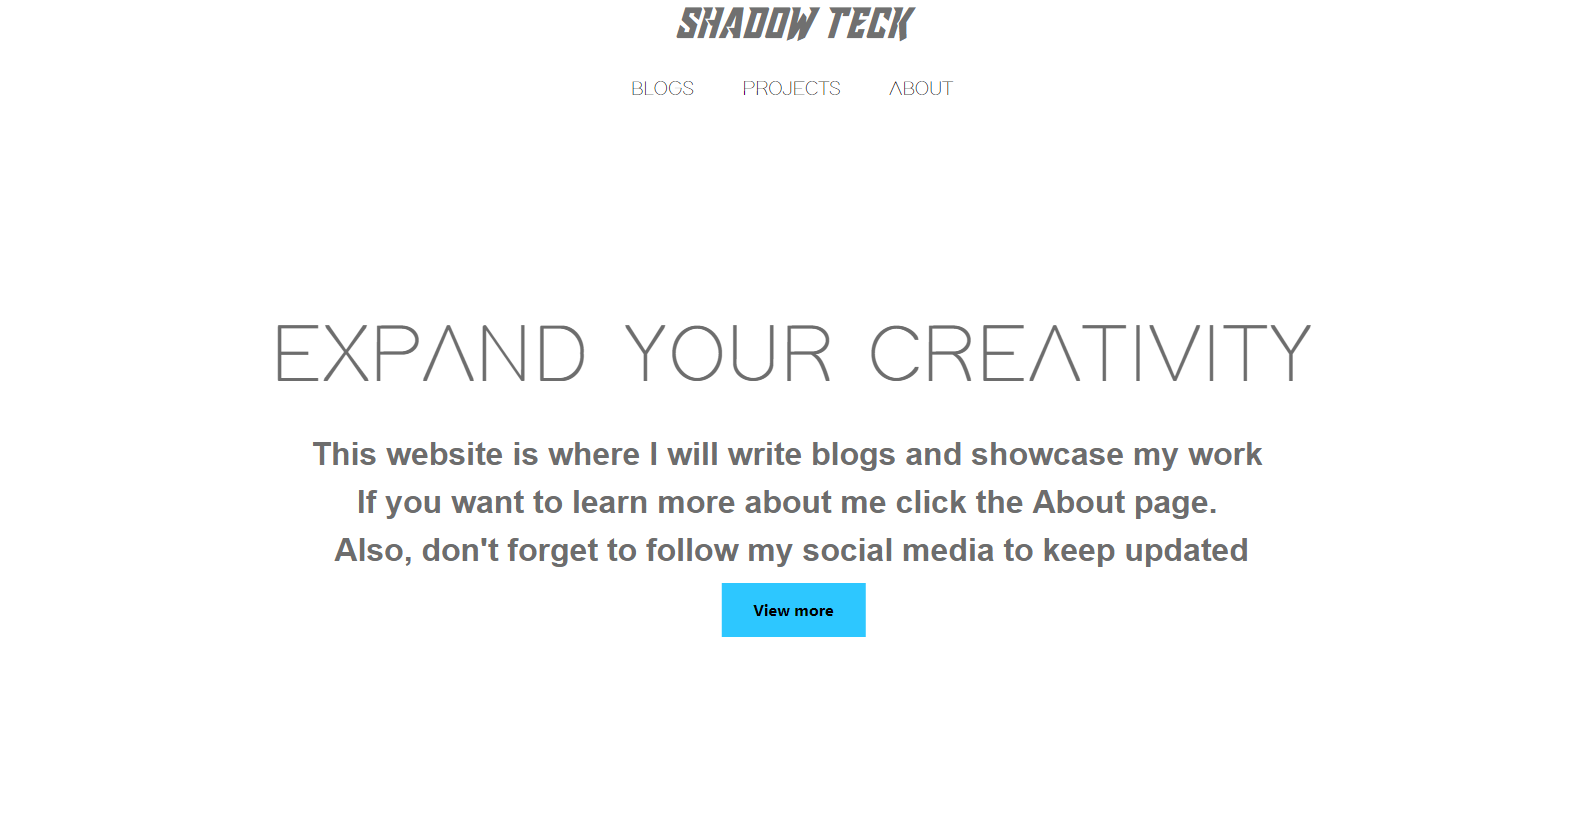 SHADOW TECK
BLOGS PROJECTS ABOUT
EXPAND YOUR CREATIVITY
This website is where I will write blogs and showcase my work
If you want to learn more about me click the About page.
Also, don't forget to follow my social media to keep updated
View more